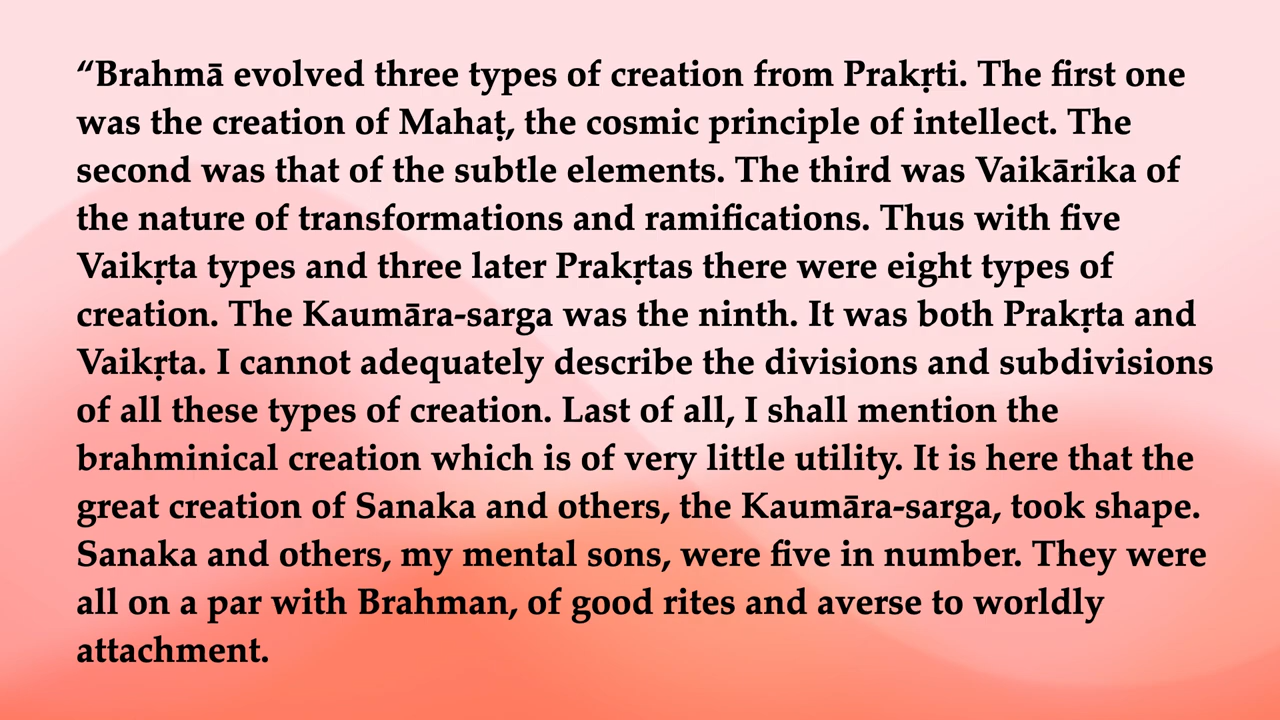 “Brahmā evolved three types of creation from Prakṛti. The first one
was the creation of Mahaṭ, the cosmic principle of intellect. The
second was that of the subtle elements. The third was Vaikārika of
the nature of transformations and ramifications. Thus with five
Vaikṛta types and three later Prakṛtas there were eight types of
creation. The Kaumāra-sarga was the ninth. It was both Prakṛta and
Vaikṛta. I cannot adequately describe the divisions and subdivisions
of all these types of creation. Last of all, I shall mention the
brahminical creation which is of very little utility. It is here that the
great creation of Sanaka and others, the Kaumāra-sarga, took shape.
Sanaka and others, my mental sons, were five in number. They were
all on a par with Brahman, of good rites and averse to worldly
attachment.